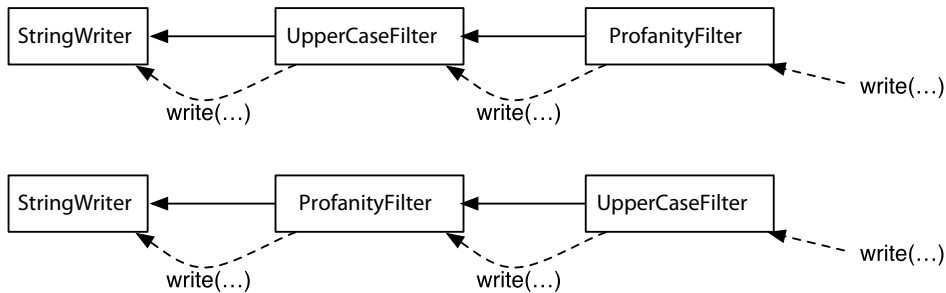 StringWriter UpperCaseFilter ProfanityFilter
write(…) write(…) write(…)
StringWriter ProfanityFilter UpperCaseFilter
write(…) write(…) write(…)